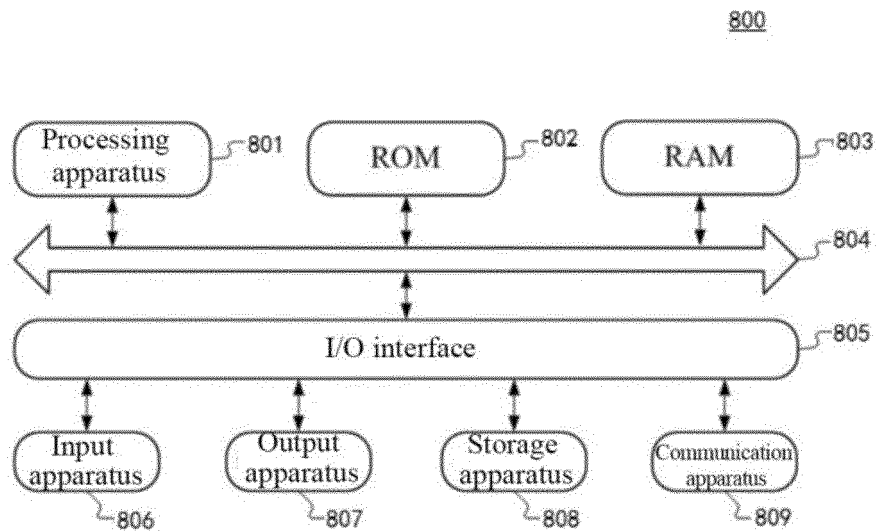 800
Processing
apparatus
801
ROM
802
RAM
803
804
I/O interface
805
Input
apparatus
806
Output
apparatus
807
Storage
apparatus
808
Communication
apparatus
809